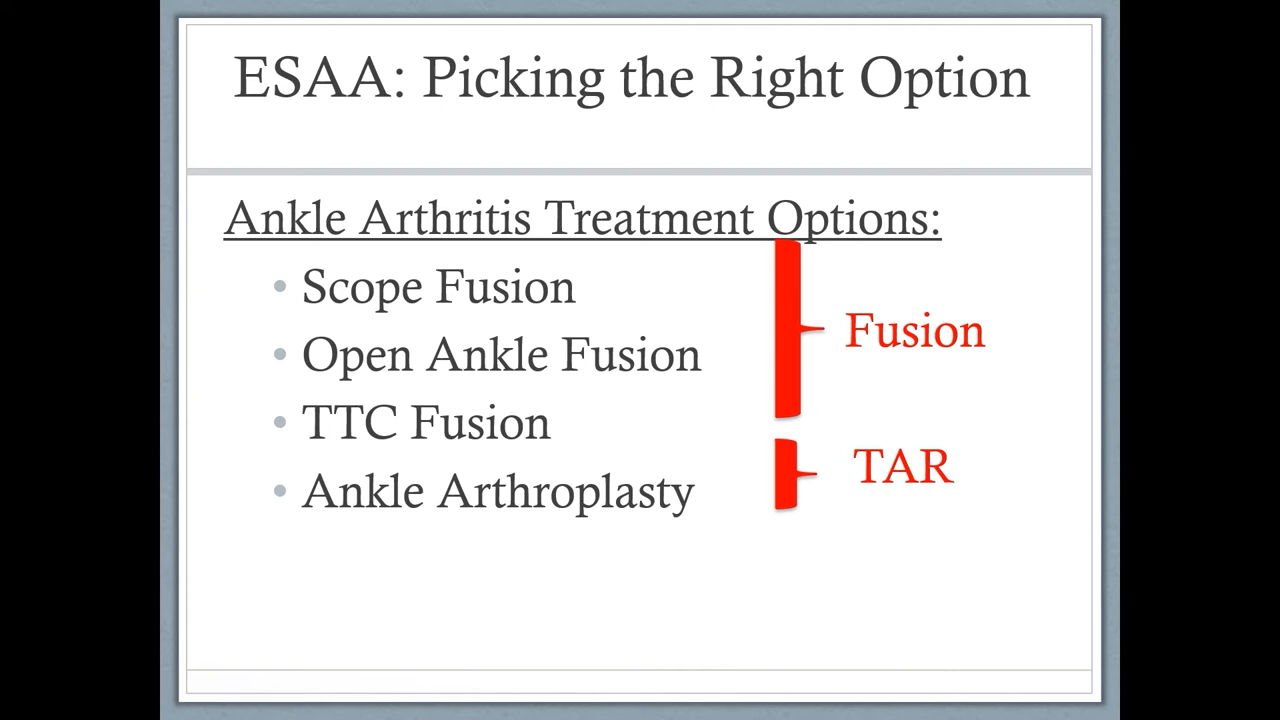 ESAA: Picking the Right Option
Ankle Arthritis Treatment Options:
• Scope Fusion
• Open Ankle Fusion
• TTC Fusion
• Ankle Arthroplasty
Fusion
TAR